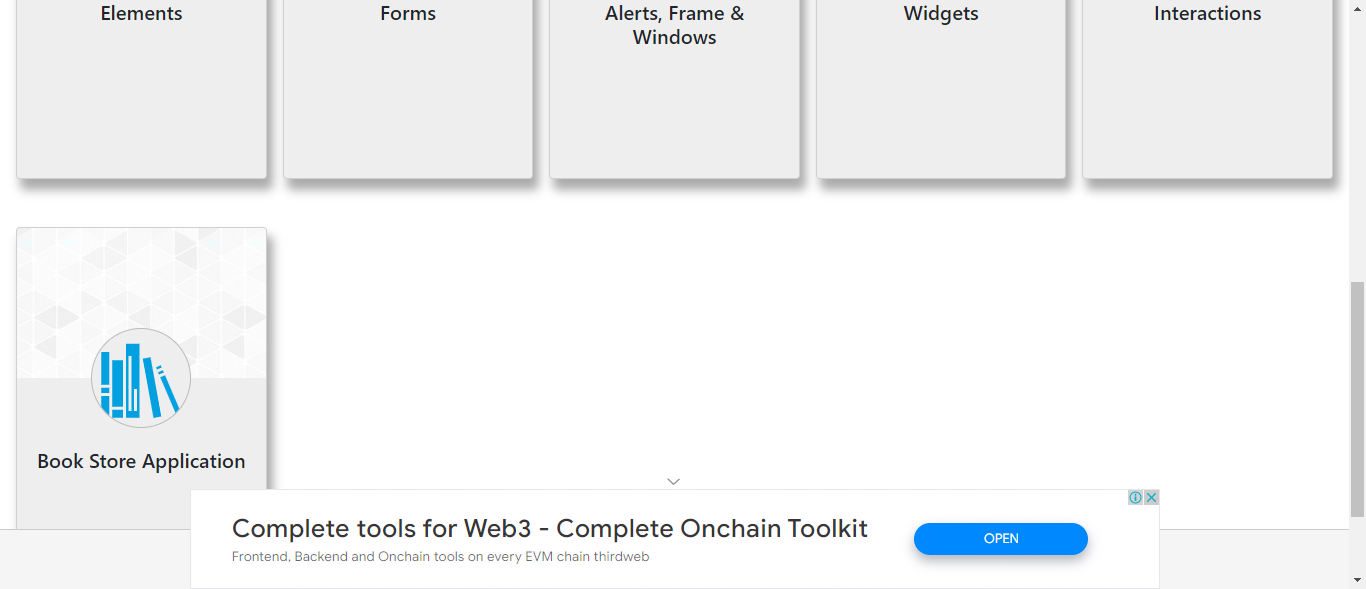 Elements
Forms
Alerts, Frame &
Windows
Widgets
Interactions
Book Store Application
Complete tools for Web3 - Complete Onchain Toolkit
Frontend, Backend and Onchain tools on every EVM chain thirdweb
OPEN